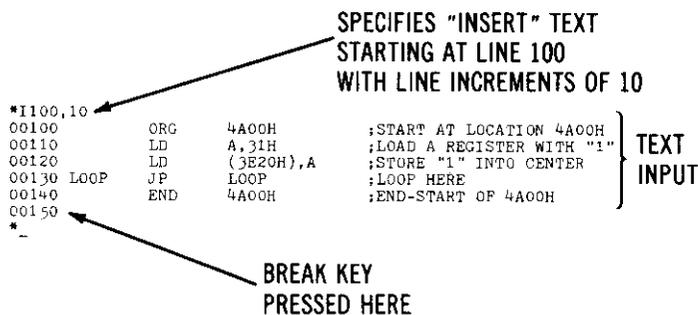 SPECIFIES "INSERT" TEXT
STARTING AT LINE 100
WITH LINE INCREMENTS OF 10
*I100,10
00100 ORG 4A00H ;START AT LOCATION 4A00H
00110 LD A,31H ;LOAD A REGISTER WITH "1"
00120 LD (3E20H),A ;STORE "1" INTO CENTER
00130 LOOP JP LOOP ;LOOP HERE
00140 END 4A00H ;END-START OF 4A00H
00150
*_
TEXT
INPUT
BREAK KEY
PRESSED HERE